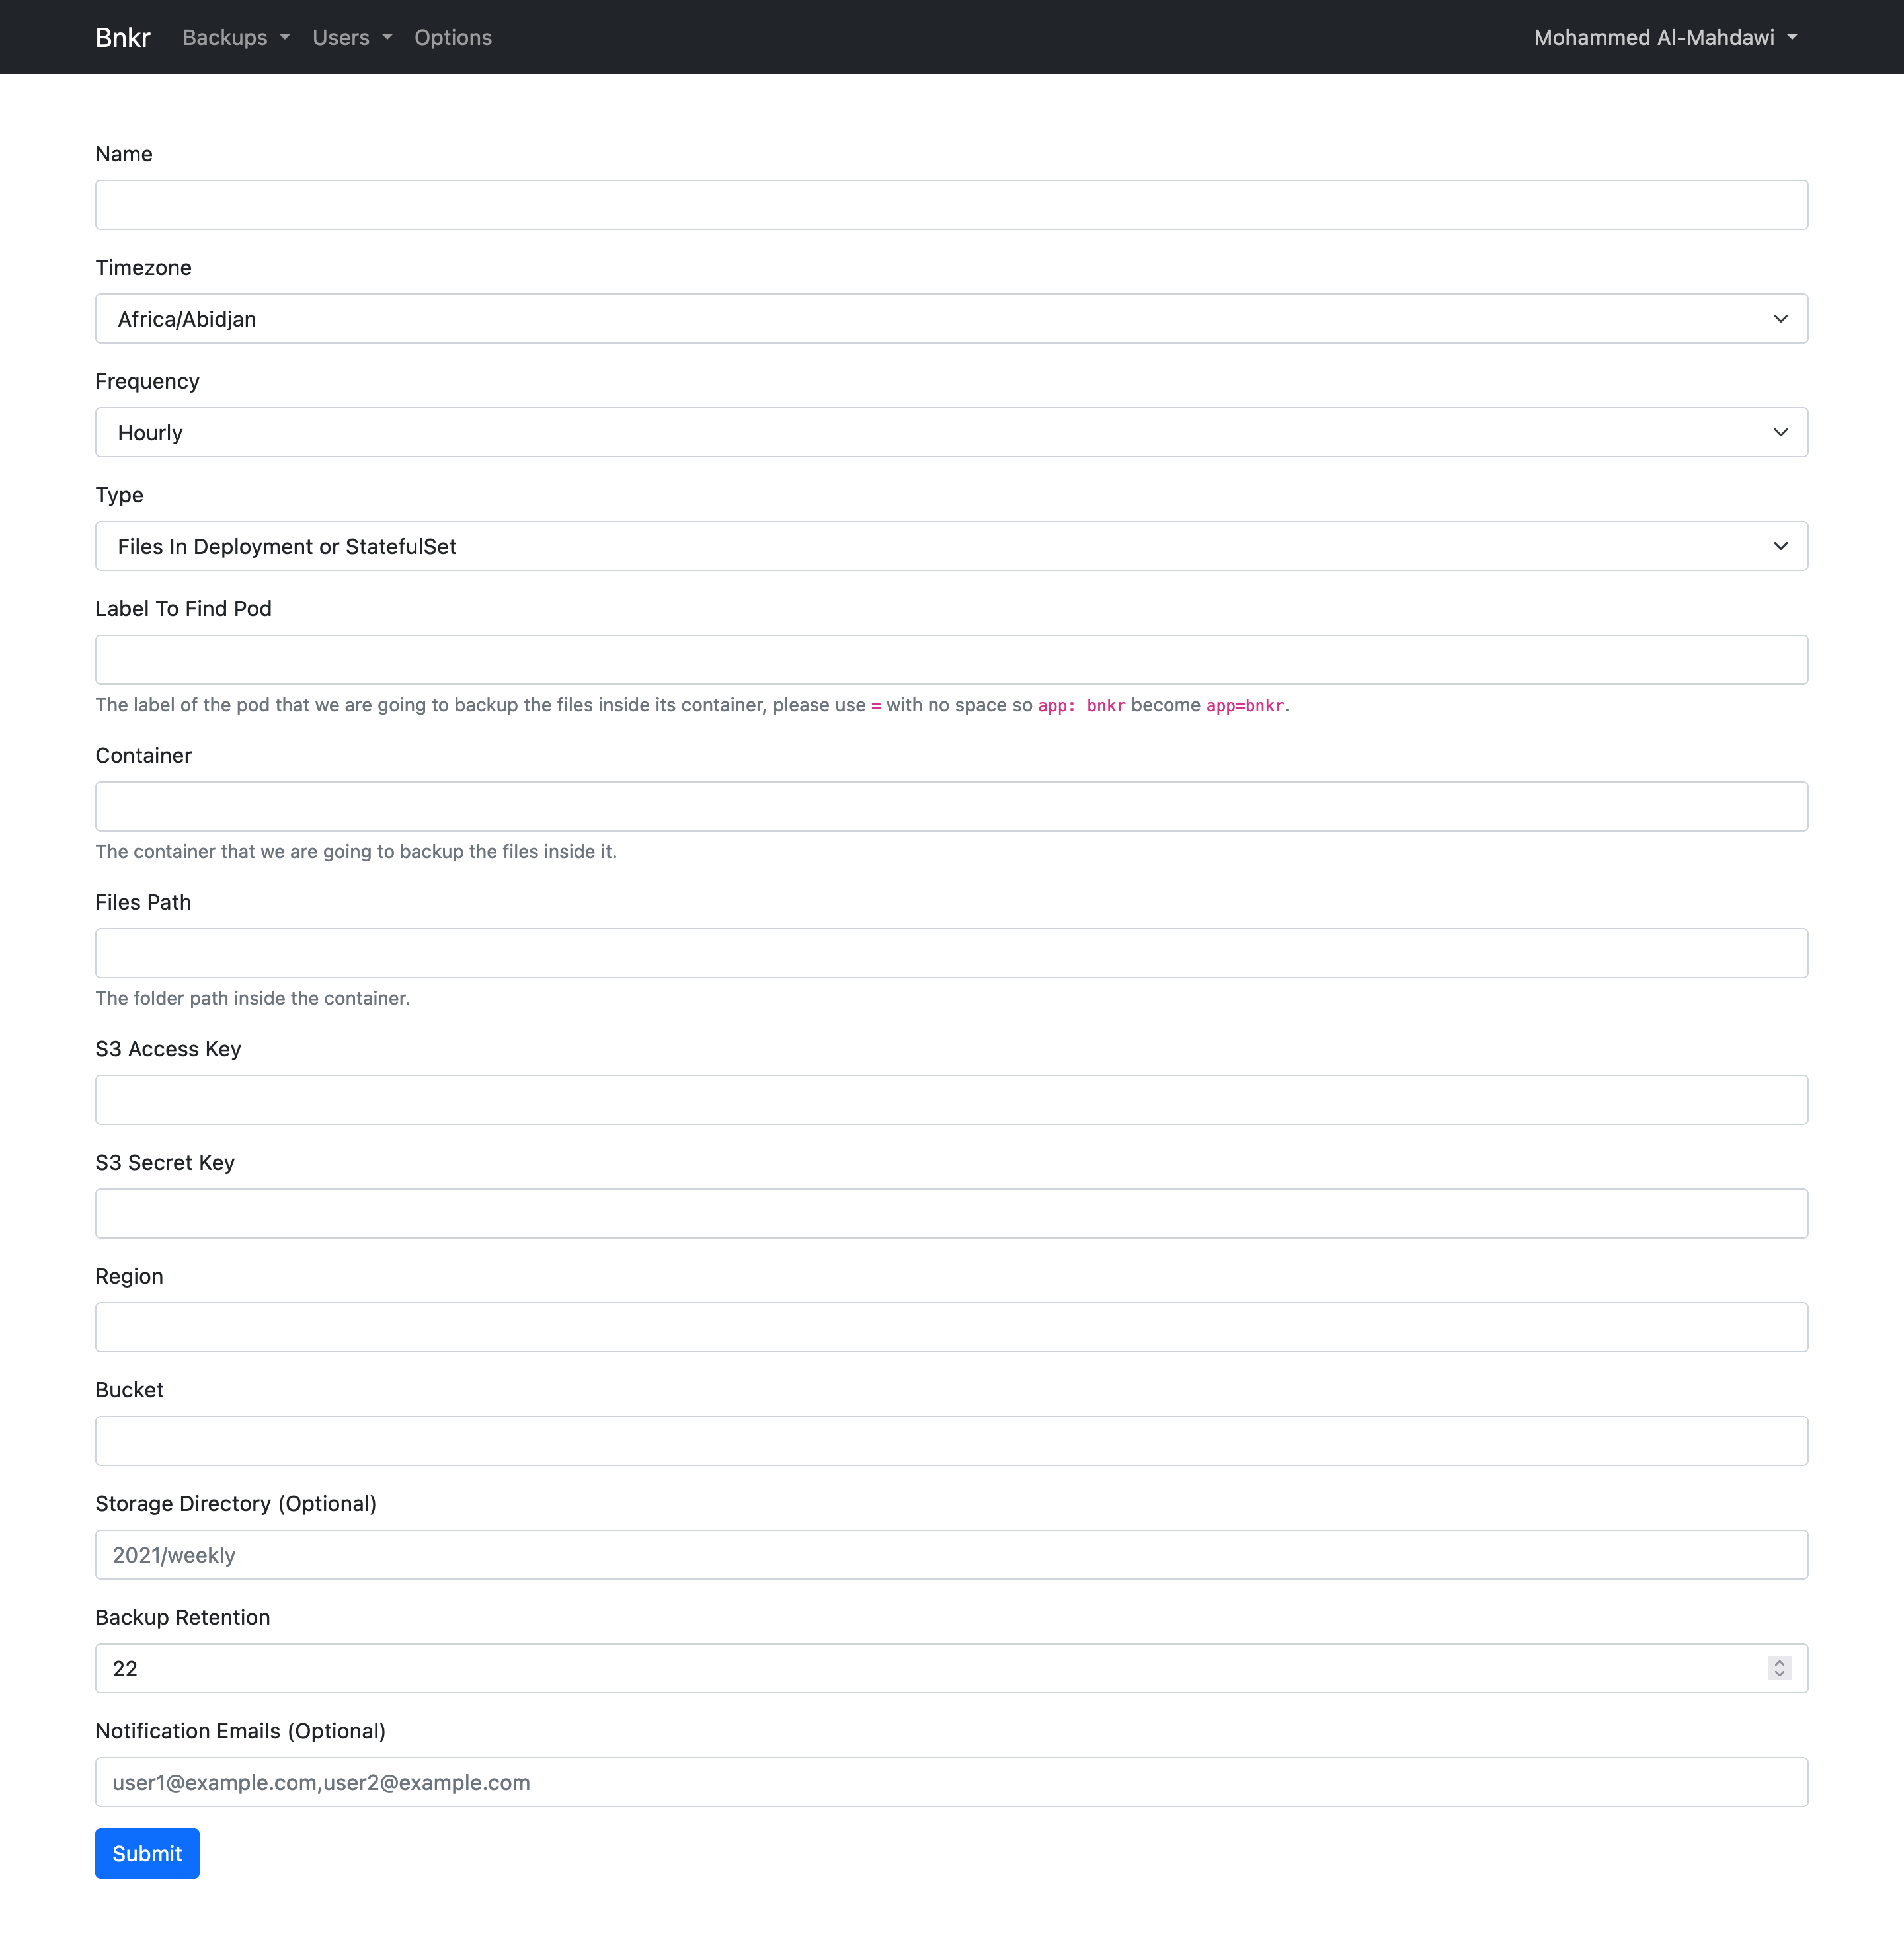 Bnkr Backups Users Options Mohammed Al-Mahdawi
Name
Timezone
Africa/Abidjan
Frequency
Hourly
Type
Files In Deployment or StatefulSet
Label To Find Pod
The label of the pod that we are going to backup the files inside its container, please use = with no space so app: bnkr become app=bnkr.
Container
The container that we are going to backup the files inside it.
Files Path
The folder path inside the container.
S3 Access Key
S3 Secret Key
Region
Bucket
Storage Directory (Optional)
2021/weekly
Backup Retention
22
Notification Emails (Optional)
user1@example.com,user2@example.com
Submit